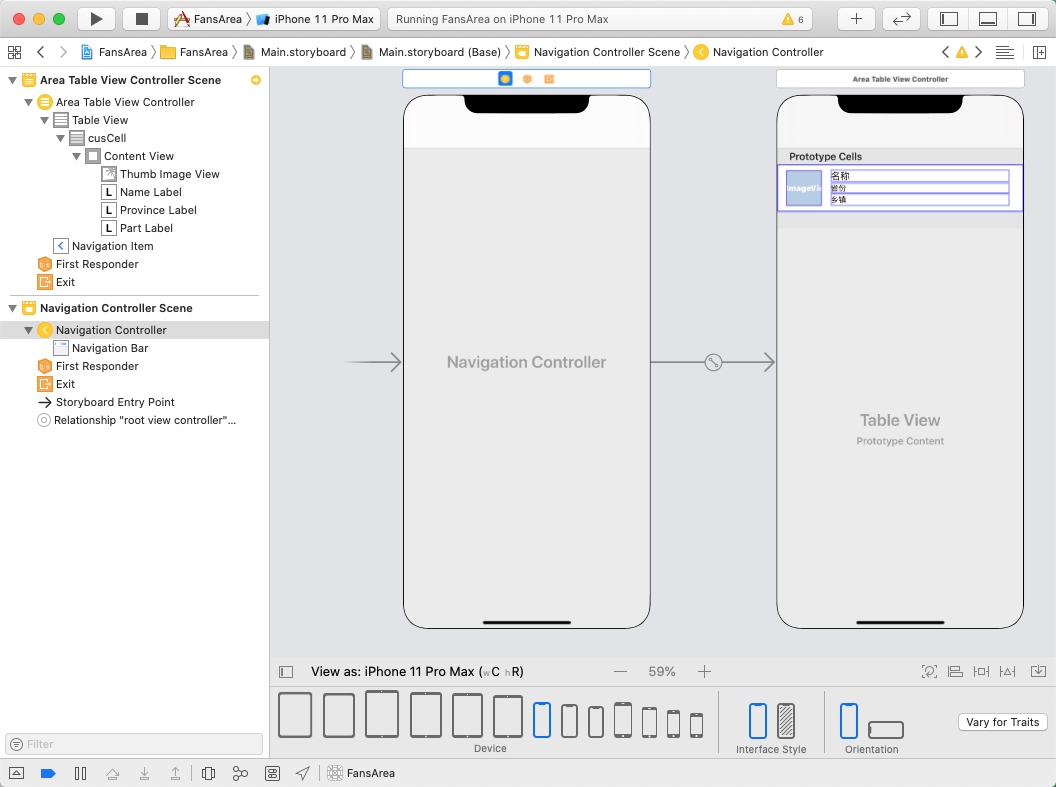 FansArea
iPhone 11 Pro Max
Running FansArea on iPhone 11 Pro Max
6
FansArea
FansArea
Main.storyboard
Main.storyboard (Base)
Navigation Controller Scene
Navigation Controller
Area Table View Controller Scene
Area Table View Controller
Table View
cusCell
Content View
Thumb Image View
L Name Label
L Province Label
L Part Label
Navigation Item
First Responder
Exit
Navigation Controller Scene
Navigation Controller
Navigation Bar
First Responder
Exit
Storyboard Entry Point
Relationship "root view controller"...
Filter
Navigation Controller
Area Table View Controller
Prototype Cells
ImageVi
名称
省份
乡镇
Table View
Prototype Content
View as: iPhone 11 Pro Max (wC hR)
59%
Device
Interface Style
Orientation
Vary for Traits
FansArea